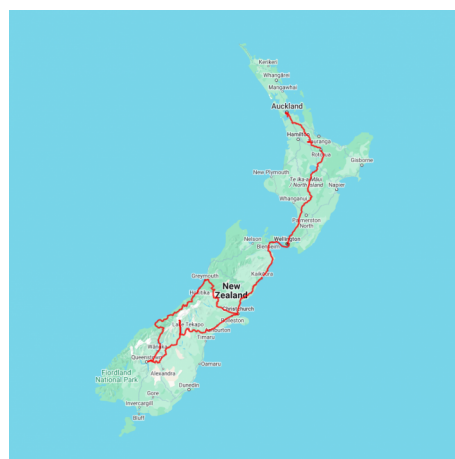 Kerikeri
Whangārei
Mangawhai
Auckland
Hamilton
Tauranga
Rotorua
Gisborne
New Plymouth
Te Ika-a-Māui
/ North Island
Napier
Whanganui
Palmerston
North
Nelson
Wellington
Blenheim
Kaikōura
Greymouth
Hokitika
New
Zealand
Christchurch
Rolleston
Lake Tekapo
Ashburton
Timaru
Wānaka
Queenstown
Oamaru
Fiordland
National Park
Alexandra
Dunedin
Gore
Invercargill
Bluff